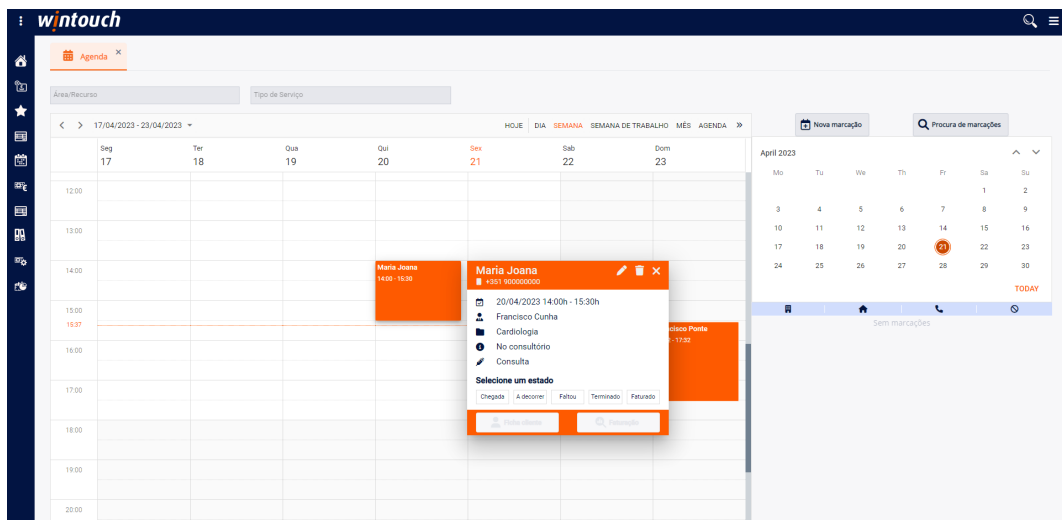 wintouch
Agenda ×
Área/Recurso
Tipo de Serviço
17/04/2023 - 23/04/2023
HOJE DIA SEMANA SEMANA DE TRABALHO MÊS AGENDA »
Nova marcação
Procura de marcações
Seg Ter Qua Qui Sex Sab Dom
17 18 19 20 21 22 23
12:00
13:00
14:00
15:00
15:37
16:00
17:00
18:00
19:00
20:00
Maria Joana
14:00 - 15:30
Maria Joana
+351 900000000
20/04/2023 14:00h - 15:30h
Francisco Cunha
Cardiologia
No consultório
Consulta
Selecione um estado
Chegada A decorrer Faltou Terminado Faturado
cisco Ponte
- 17:32
April 2023
Mo Tu We Th Fr Sa Su
1 2
3 4 5 6 7 8 9
10 11 12 13 14 15 16
17 18 19 20 21 22 23
24 25 26 27 28 29 30
TODAY
Sem marcações